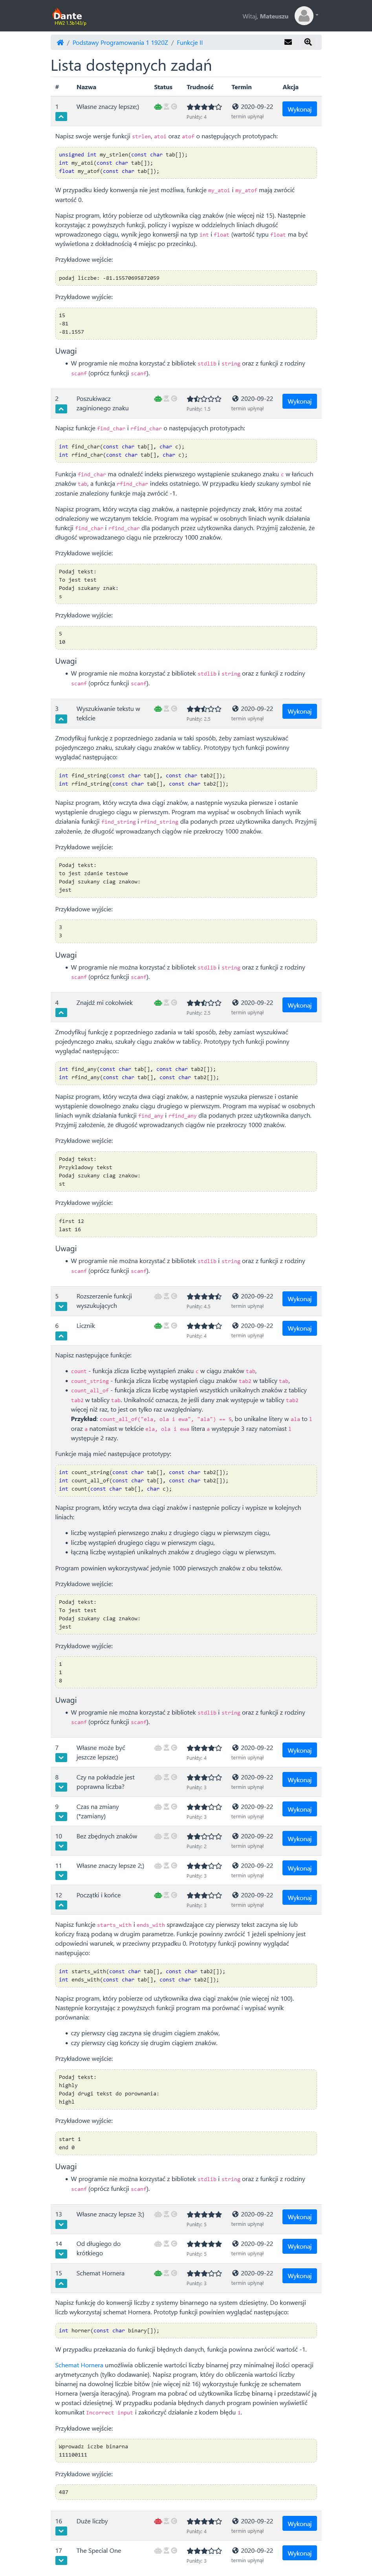 Dante
HWZ 1.3b143/p
Witaj, Mateuszu
/ Podstawy Programowania 1 1920Z / Funkcje II
Lista dostępnych zadań
# Nazwa Status Trudność Termin Akcja
1 Własne znaczy lepsze;) Punkty: 4 2020-09-22 termin upłynął Wykonaj
Napisz swoje wersje funkcji strlen, atoi oraz atof o następujących prototypach:
unsigned int my_strlen(const char tab[]);
int my_atoi(const char tab[]);
float my_atof(const char tab[]);
W przypadku kiedy konwersja nie jest możliwa, funkcje my_atoi i my_atof mają zwrócić
wartość 0.
Napisz program, który pobierze od użytkownika ciąg znaków (nie więcej niż 15). Następnie
korzystając z powyższych funkcji, policzy i wypisze w oddzielnych liniach długość
wprowadzonego ciągu, wynik jego konwersji na typ int i float (wartość typu float ma być
wyświetlona z dokładnością 4 miejsc po przecinku).
Przykładowe wejście:
podaj liczbe: -81.15570695872059
Przykładowe wyjście:
15
-81
-81.1557
Uwagi
W programie nie można korzystać z bibliotek stdlib i string oraz z funkcji z rodziny
scanf (oprócz funkcji scanf).
2 Poszukiwacz zaginionego znaku Punkty: 1.5 2020-09-22 termin upłynął Wykonaj
Napisz funkcje find_char i rfind_char o następujących prototypach:
int find_char(const char tab[], char c);
int rfind_char(const char tab[], char c);
Funkcja find_char ma odnaleźć indeks pierwszego wystąpienie szukanego znaku c w łańcuch
znaków tab, a funkcja rfind_char indeks ostatniego. W przypadku kiedy szukany symbol nie
zostanie znaleziony funkcje mają zwrócić -1.
Napisz program, który wczyta ciąg znaków, a następnie pojedynczy znak, który ma zostać
odnaleziony we wczytanym tekście. Program ma wypisać w osobnych liniach wynik działania
funkcji find_char i rfind_char dla podanych przez użytkownika danych. Przyjmij założenie, że
długość wprowadzanego ciągu nie przekroczy 1000 znaków.
Przykładowe wejście:
Podaj tekst:
To jest test
Podaj szukany znak:
s
Przykładowe wyjście:
5
10
Uwagi
W programie nie można korzystać z bibliotek stdlib i string oraz z funkcji z rodziny
scanf (oprócz funkcji scanf).
3 Wyszukiwanie tekstu w tekście Punkty: 2.5 2020-09-22 termin upłynął Wykonaj
Zmodyfikuj funkcję z poprzedniego zadania w taki sposób, żeby zamiast wyszukiwać
pojedynczego znaku, szukały ciągu znaków w tablicy. Prototypy tych funkcji powinny
wyglądać następująco:
int find_string(const char tab[], const char tab2[]);
int rfind_string(const char tab[], const char tab2[]);
Napisz program, który wczyta dwa ciągi znaków, a następnie wyszuka pierwsze i ostanie
wystąpienie drugiego ciągu w pierwszym. Program ma wypisać w osobnych liniach wynik
działania funkcji find_string i rfind_string dla podanych przez użytkownika danych. Przyjmij
założenie, że długość wprowadzanych ciągów nie przekroczy 1000 znaków.
Przykładowe wejście:
Podaj tekst:
to jest zdanie testowe
Podaj szukany ciag znakow:
jest
Przykładowe wyjście:
3
3
Uwagi
W programie nie można korzystać z bibliotek stdlib i string oraz z funkcji z rodziny
scanf (oprócz funkcji scanf).
4 Znajdź mi cokolwiek Punkty: 2.5 2020-09-22 termin upłynął Wykonaj
Zmodyfikuj funkcję z poprzedniego zadania w taki sposób, żeby zamiast wyszukiwać
pojedynczego znaku, szukały ciągu znaków w tablicy. Prototypy tych funkcji powinny
wyglądać następująco::
int find_any(const char tab[], const char tab2[]);
int rfind_any(const char tab[], const char tab2[]);
Napisz program, który wczyta dwa ciągi znaków, a następnie wyszuka pierwsze i ostanie
wystąpienie dowolnego znaku ciągu drugiego w pierwszym. Program ma wypisać w osobnych
liniach wynik działania funkcji find_any i rfind_any dla podanych przez użytkownika danych.
Przyjmij założenie, że długość wprowadzanych ciągów nie przekroczy 1000 znaków.
Przykładowe wejście:
Podaj tekst:
Przykladowy tekst
Podaj szukany ciag znakow:
st
Przykładowe wyjście:
first 12
last 16
Uwagi
W programie nie można korzystać z bibliotek stdlib i string oraz z funkcji z rodziny
scanf (oprócz funkcji scanf).
5 Rozszerzenie funkcji wyszukujących Punkty: 4.5 2020-09-22 termin upłynął Wykonaj
6 Licznik Punkty: 4 2020-09-22 termin upłynął Wykonaj
Napisz następujące funkcje:
count - funkcja zlicza liczbę wystąpień znaku c w ciągu znaków tab,
count_string - funkcja zlicza liczbę wystąpień ciągu znaków tab2 w tablicy tab,
count_all_of - funkcja zlicza liczbę wystąpień wszystkich unikalnych znaków z tablicy
tab2 w tablicy tab. Unikalność oznacza, że jeśli dany znak występuje w tablicy tab2
więcej niż raz, to jest on tylko raz uwzględniany.
Przykład: count_all_of("ela, ola i ewa", "ala") == 5, bo unikalne litery w ala to l
oraz a natomiast w tekście ela, ola i ewa litera a występuje 3 razy natomiast l
występuje 2 razy.
Funkcje mają mieć następujące prototypy:
int count_string(const char tab[], const char tab2[]);
int count_all_of(const char tab[], const char tab2[]);
int count(const char tab[], char c);
Napisz program, który wczyta dwa ciągi znaków i następnie policzy i wypisze w kolejnych
liniach:
liczbę wystąpień pierwszego znaku z drugiego ciągu w pierwszym ciągu,
liczbę wystąpień drugiego ciągu w pierwszym ciągu,
łączną liczbę wystąpień unikalnych znaków z drugiego ciągu w pierwszym.
Program powinien wykorzystywać jedynie 1000 pierwszych znaków z obu tekstów.
Przykładowe wejście:
Podaj tekst:
To jest test
Podaj szukany ciag znakow:
jest
Przykładowe wyjście:
1
1
8
Uwagi
W programie nie można korzystać z bibliotek stdlib i string oraz z funkcji z rodziny
scanf (oprócz funkcji scanf).
7 Własne może być jeszcze lepsze;) Punkty: 4 2020-09-22 termin upłynął Wykonaj
8 Czy na pokładzie jest poprawna liczba? Punkty: 3 2020-09-22 termin upłynął Wykonaj
9 Czas na zmiany (*zamiany) Punkty: 3 2020-09-22 termin upłynął Wykonaj
10 Bez zbędnych znaków Punkty: 2 2020-09-22 termin upłynął Wykonaj
11 Własne znaczy lepsze 2;) Punkty: 3 2020-09-22 termin upłynął Wykonaj
12 Początki i końce Punkty: 3 2020-09-22 termin upłynął Wykonaj
Napisz funkcje starts_with i ends_with sprawdzające czy pierwszy tekst zaczyna się lub
kończy frazą podaną w drugim parametrze. Funkcje powinny zwrócić 1 jeżeli spełniony jest
odpowiedni warunek, w przeciwny przypadku 0. Prototypy funkcji powinny wyglądać
następująco:
int starts_with(const char tab[], const char tab2[]);
int ends_with(const char tab[], const char tab2[]);
Napisz program, który pobierze od użytkownika dwa ciągi znaków (nie więcej niż 100).
Następnie korzystając z powyższych funkcji program ma porównać i wypisać wynik
porównania:
czy pierwszy ciąg zaczyna się drugim ciągiem znaków,
czy pierwszy ciąg kończy się drugim ciągiem znaków.
Przykładowe wejście:
Podaj tekst:
highly
Podaj drugi tekst do porownania:
highl
Przykładowe wyjście:
start 1
end 0
Uwagi
W programie nie można korzystać z bibliotek stdlib i string oraz z funkcji z rodziny
scanf (oprócz funkcji scanf).
13 Własne znaczy lepsze 3;) Punkty: 5 2020-09-22 termin upłynął Wykonaj
14 Od długiego do krótkiego Punkty: 5 2020-09-22 termin upłynął Wykonaj
15 Schemat Hornera Punkty: 3 2020-09-22 termin upłynął Wykonaj
Napisz funkcję do konwersji liczby z systemy binarnego na system dziesiętny. Do konwersji
liczb wykorzystaj schemat Hornera. Prototyp funkcji powinien wyglądać następująco:
int horner(const char binary[]);
W przypadku przekazania do funkcji błędnych danych, funkcja powinna zwrócić wartość -1.
Schemat Hornera umożliwia obliczenie wartości liczby binarnej przy minimalnej ilości operacji
arytmetycznych (tylko dodawanie). Napisz program, który do obliczenia wartości liczby
binarnej na dowolnej liczbie bitów (nie więcej niż 16) wykorzystuje funkcję ze schematem
Hornera (wersja iteracyjna). Program ma pobrać od użytkownika liczbę binarną i przedstawić ją
w postaci dziesiętnej. W przypadku podania błędnych danych program powinien wyświetlić
komunikat Incorrect input i zakończyć działanie z kodem błędu 1.
Przykładowe wejście:
Wprowadz iczbe binarna
111100111
Przykładowe wyjście:
487
16 Duże liczby Punkty: 4 2020-09-22 termin upłynął Wykonaj
17 The Special One Punkty: 3 2020-09-22 termin upłynął Wykonaj